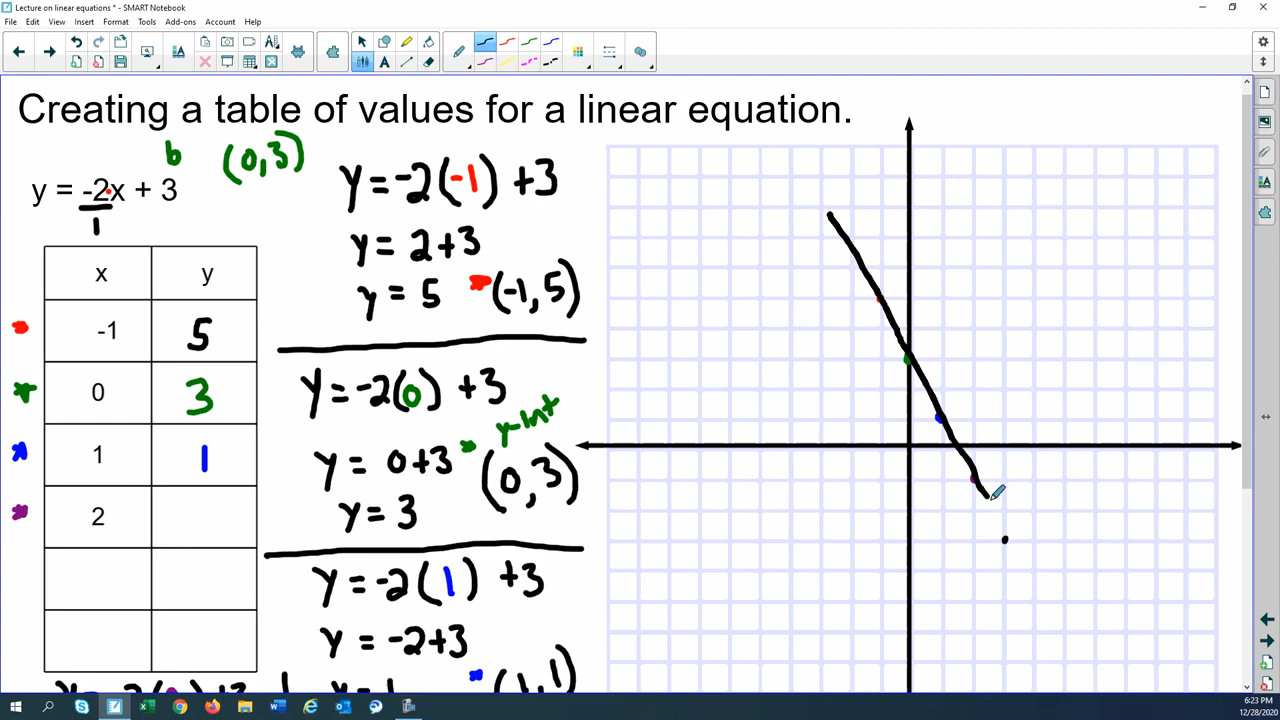 Lecture on linear equations * - SMART Notebook
File Edit View Insert Format Tools Add-ons Account Help
Creating a table of values for a linear equation.
b (0,3)
y = -2x + 3
1
x y
-1 5
0 3
1 1
2
y=-2(-1) +3
y= 2+3
y = 5 (-1,5)
y=-2(0) +3
y-int
y= 0+3
(0,3)
y= 3
y=-2(1) +3
y = -2+3
(1,1)
6:23 PM
12/28/2020